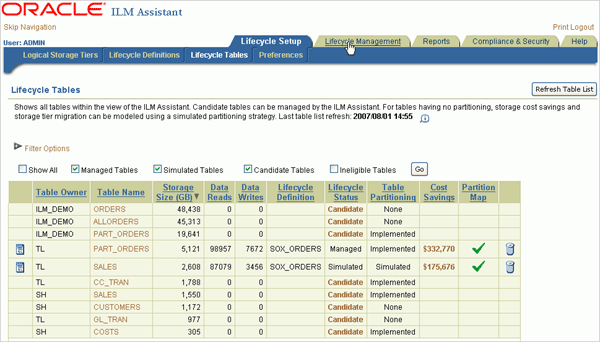 ORACLE ILM Assistant
Skip Navigation Print Logout
User: ADMIN Lifecycle Setup Lifecycle Management Reports Compliance & Security Help
Logical Storage Tiers Lifecycle Definitions Lifecycle Tables Preferences
Lifecycle Tables Refresh Table List
Shows all tables within the view of the ILM Assistant. Candidate tables can be managed by the ILM Assistant. For tables having no partitioning, storage cost savings and
storage tier migration can be modeled using a simulated partitioning strategy. Last table list refresh: 2007/08/01 14:55
Filter Options
Show All Managed Tables Simulated Tables Candidate Tables Ineligible Tables Go
Table Owner Table Name Storage Size (GB) Data Reads Data Writes Lifecycle Definition Lifecycle Status Table Partitioning Cost Savings Partition Map
ILM_DEMO ORDERS 48,438 0 0 Candidate None
ILM_DEMO ALLORDERS 45,313 0 0 Candidate None
ILM_DEMO PART_ORDERS 19,641 0 0 Candidate Implemented
TL PART_ORDERS 5,121 98957 7672 SOX_ORDERS Managed Implemented $332,770
TL SALES 2,608 87079 3456 SOX_ORDERS Simulated Simulated $175,676
TL CC_TRAN 1,788 0 0 Candidate Implemented
SH SALES 1,550 0 0 Candidate Implemented
SH CUSTOMERS 1,172 0 0 Candidate None
TL GL_TRAN 977 0 0 Candidate None
SH COSTS 305 0 0 Candidate Implemented